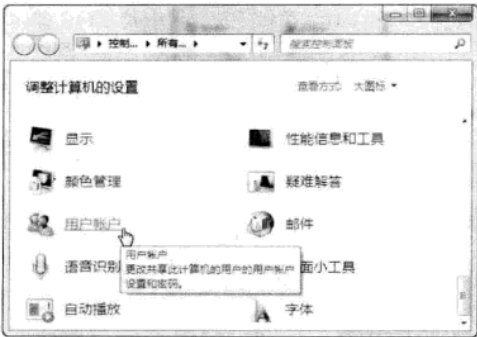 控制... ▸ 所有... ▸
搜索控制面板
调整计算机的设置
查看方式: 大图标
显示
性能信息和工具
颜色管理
疑难解答
用户帐户
邮件
语音识别
面小工具
用户帐户
更改共享此计算机的用户的用户帐户
设置和密码。
自动播放
字体